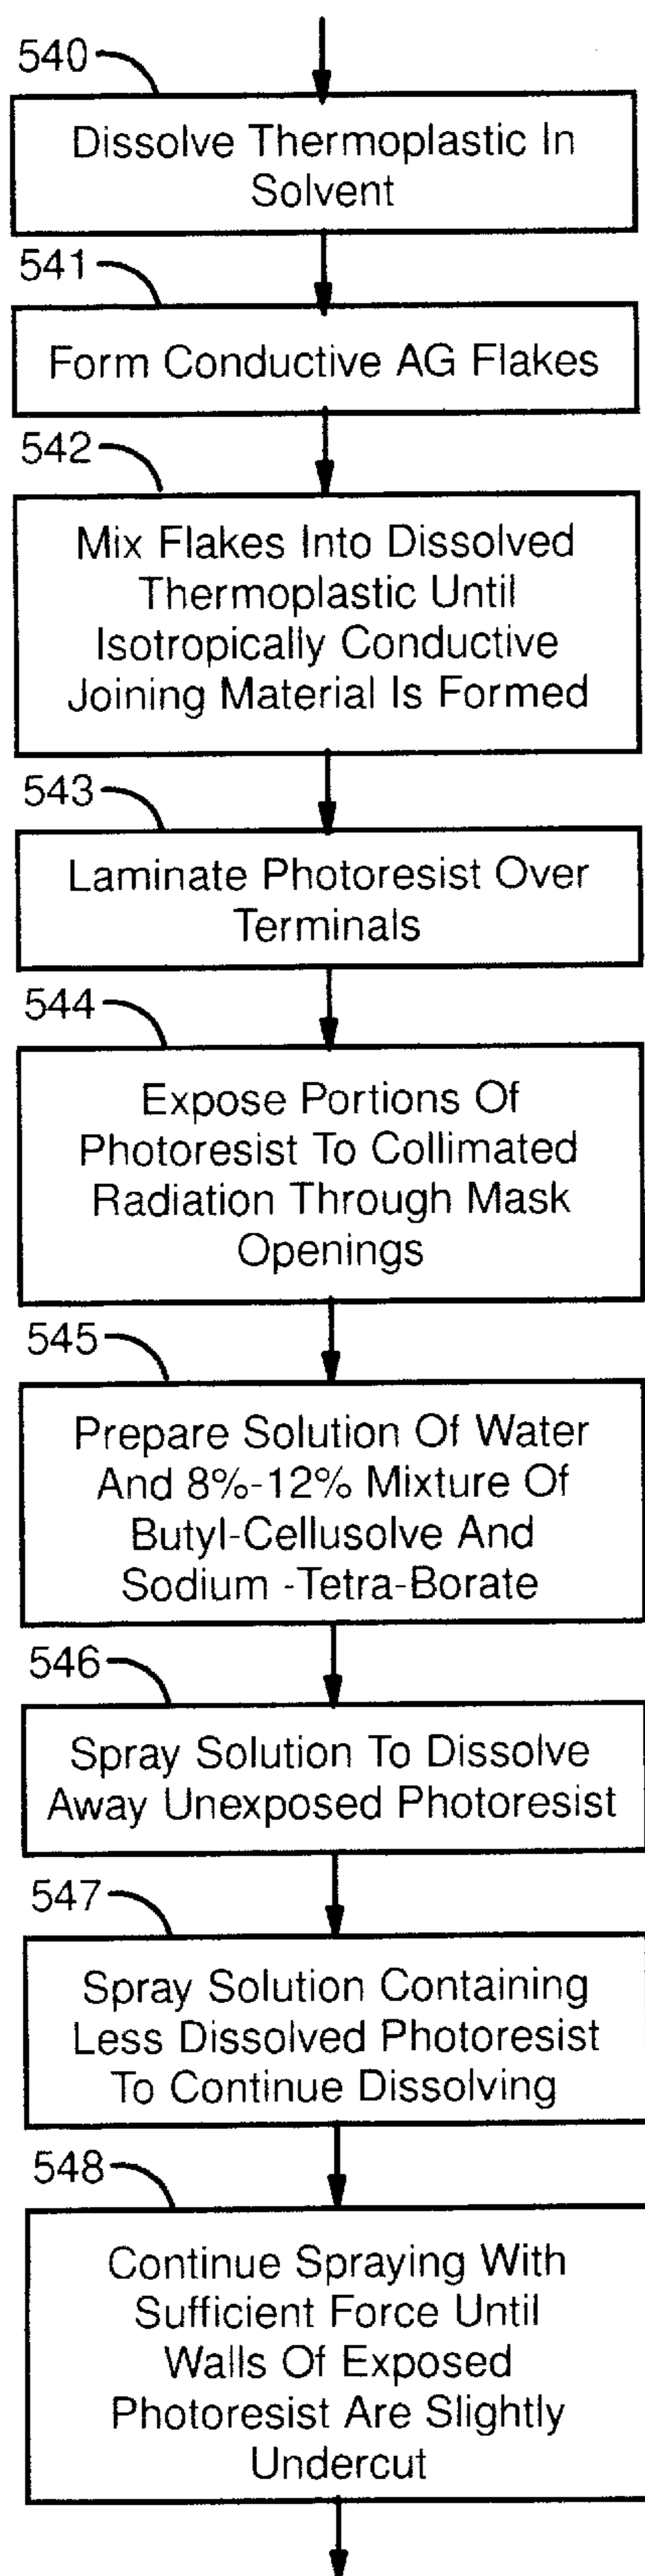 540
Dissolve Thermoplastic In
Solvent
541
Form Conductive AG Flakes
542
Mix Flakes Into Dissolved
Thermoplastic Until
Isotropically Conductive
Joining Material Is Formed
543
Laminate Photoresist Over
Terminals
544
Expose Portions Of
Photoresist To Collimated
Radiation Through Mask
Openings
545
Prepare Solution Of Water
And 8%-12% Mixture Of
Butyl-Cellusolve And
Sodium -Tetra-Borate
546
Spray Solution To Dissolve
Away Unexposed Photoresist
547
Spray Solution Containing
Less Dissolved Photoresist
To Continue Dissolving
548
Continue Spraying With
Sufficient Force Until
Walls Of Exposed
Photoresist Are Slightly
Undercut